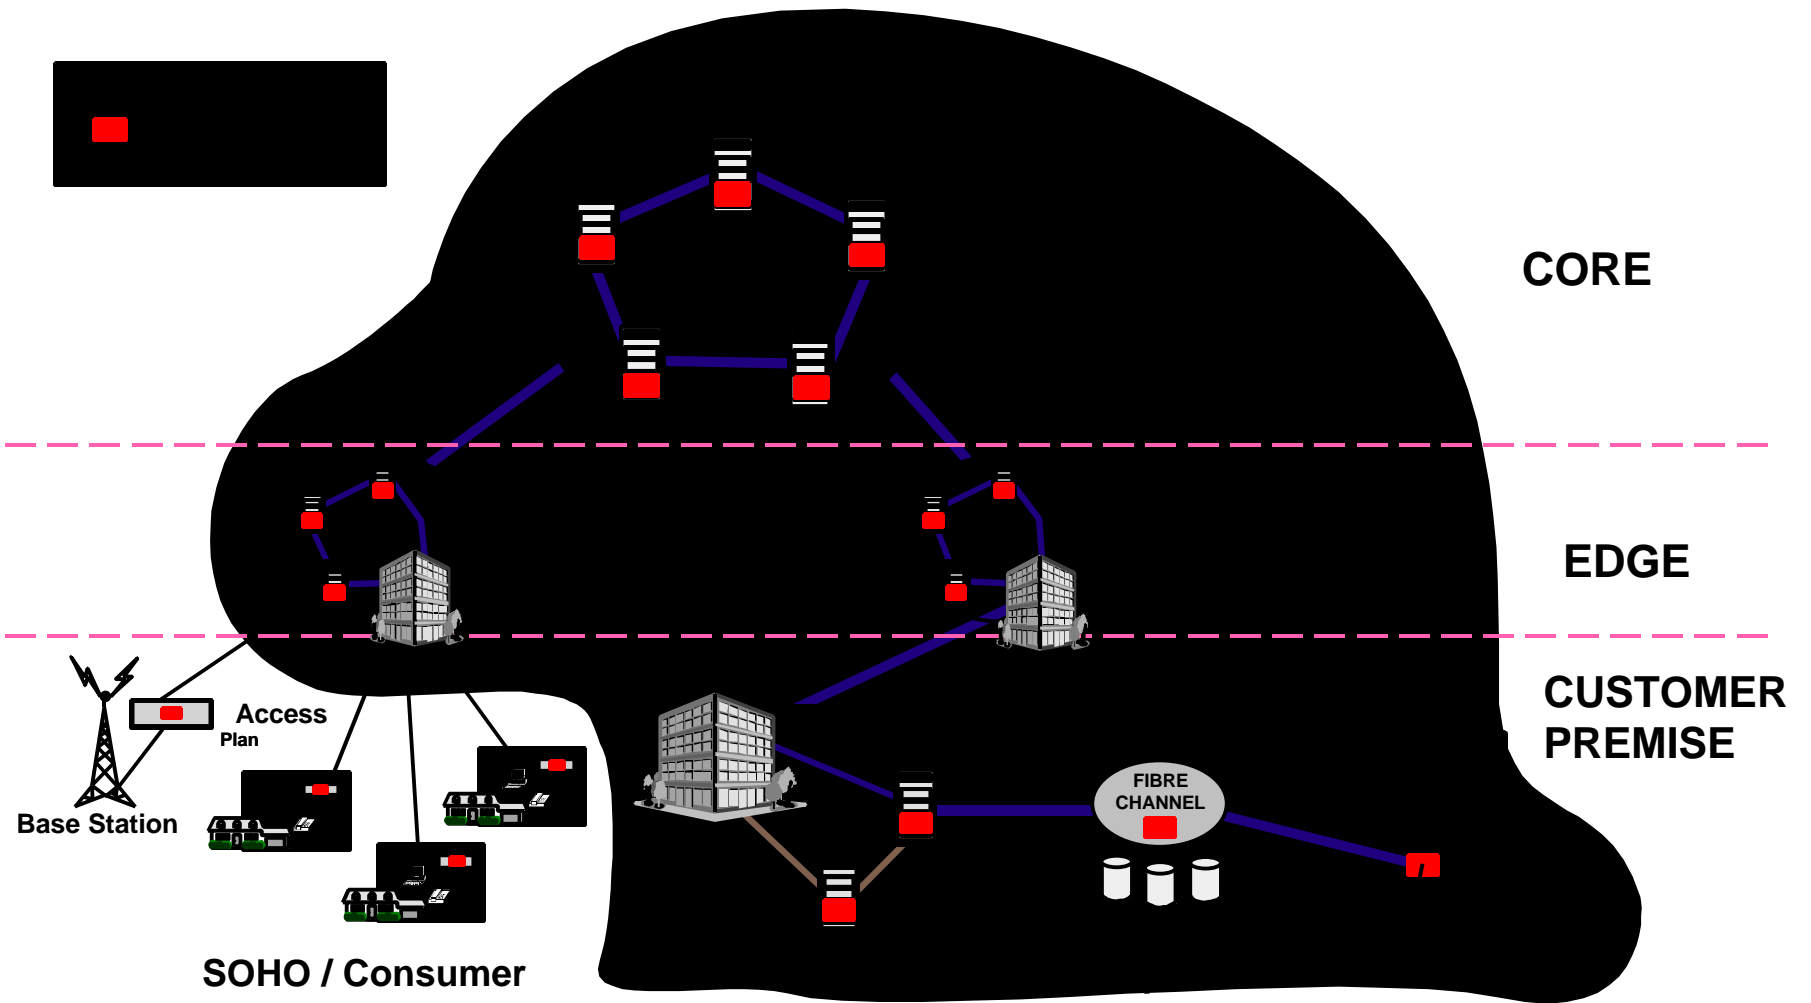 CORE
EDGE
CUSTOMER
PREMISE
Access
Plan
Base Station
FIBRE
CHANNEL
SOHO / Consumer